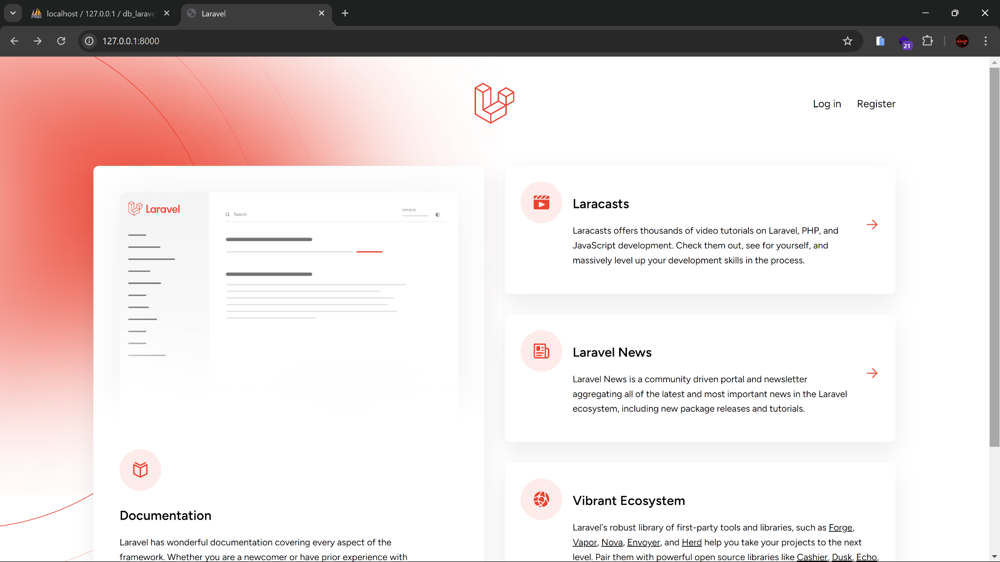 localhost / 127.0.0.1 / db_larave
Laravel
127.0.0.1:8000
21
Log in
Register
Laravel
Search
VERSION
Documentation
Laravel has wonderful documentation covering every aspect of the
framework. Whether you are a newcomer or have prior experience with
Laracasts
Laracasts offers thousands of video tutorials on Laravel, PHP, and
JavaScript development. Check them out, see for yourself, and
massively level up your development skills in the process.
Laravel News
Laravel News is a community driven portal and newsletter
aggregating all of the latest and most important news in the Laravel
ecosystem, including new package releases and tutorials.
Vibrant Ecosystem
Laravel's robust library of first-party tools and libraries, such as Forge,
Vapor, Nova, Envoyer, and Herd help you take your projects to the next
level. Pair them with powerful open source libraries like Cashier, Dusk, Echo,